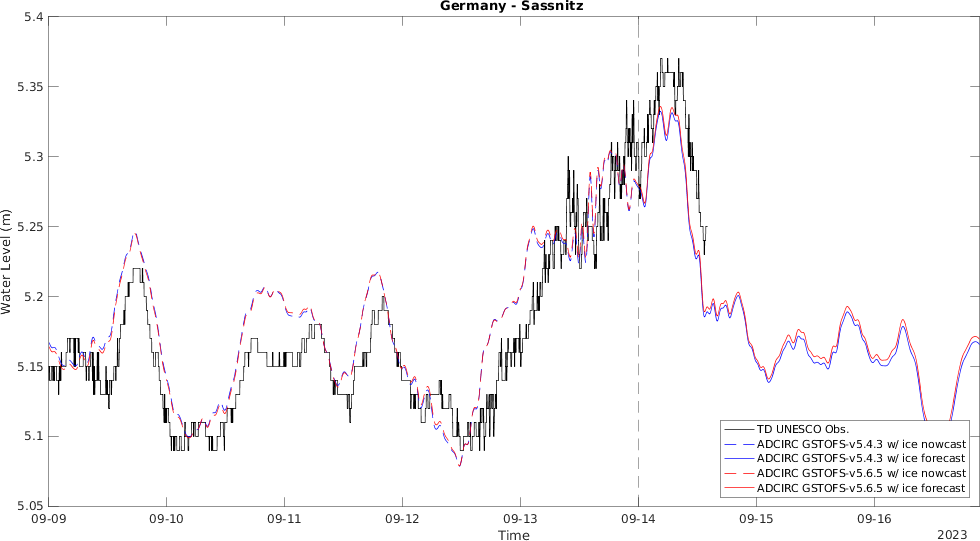 Germany - Sassnitz
5.4
5.35
5.3
5.25
5.2
5.15
5.1
5.05
Water Level (m)
09-09 09-10 09-11 09-12 09-13 09-14 09-15 09-16
Time
2023
TD UNESCO Obs.
ADCIRC GSTOFS-v5.4.3 w/ ice nowcast
ADCIRC GSTOFS-v5.4.3 w/ ice forecast
ADCIRC GSTOFS-v5.6.5 w/ ice nowcast
ADCIRC GSTOFS-v5.6.5 w/ ice forecast